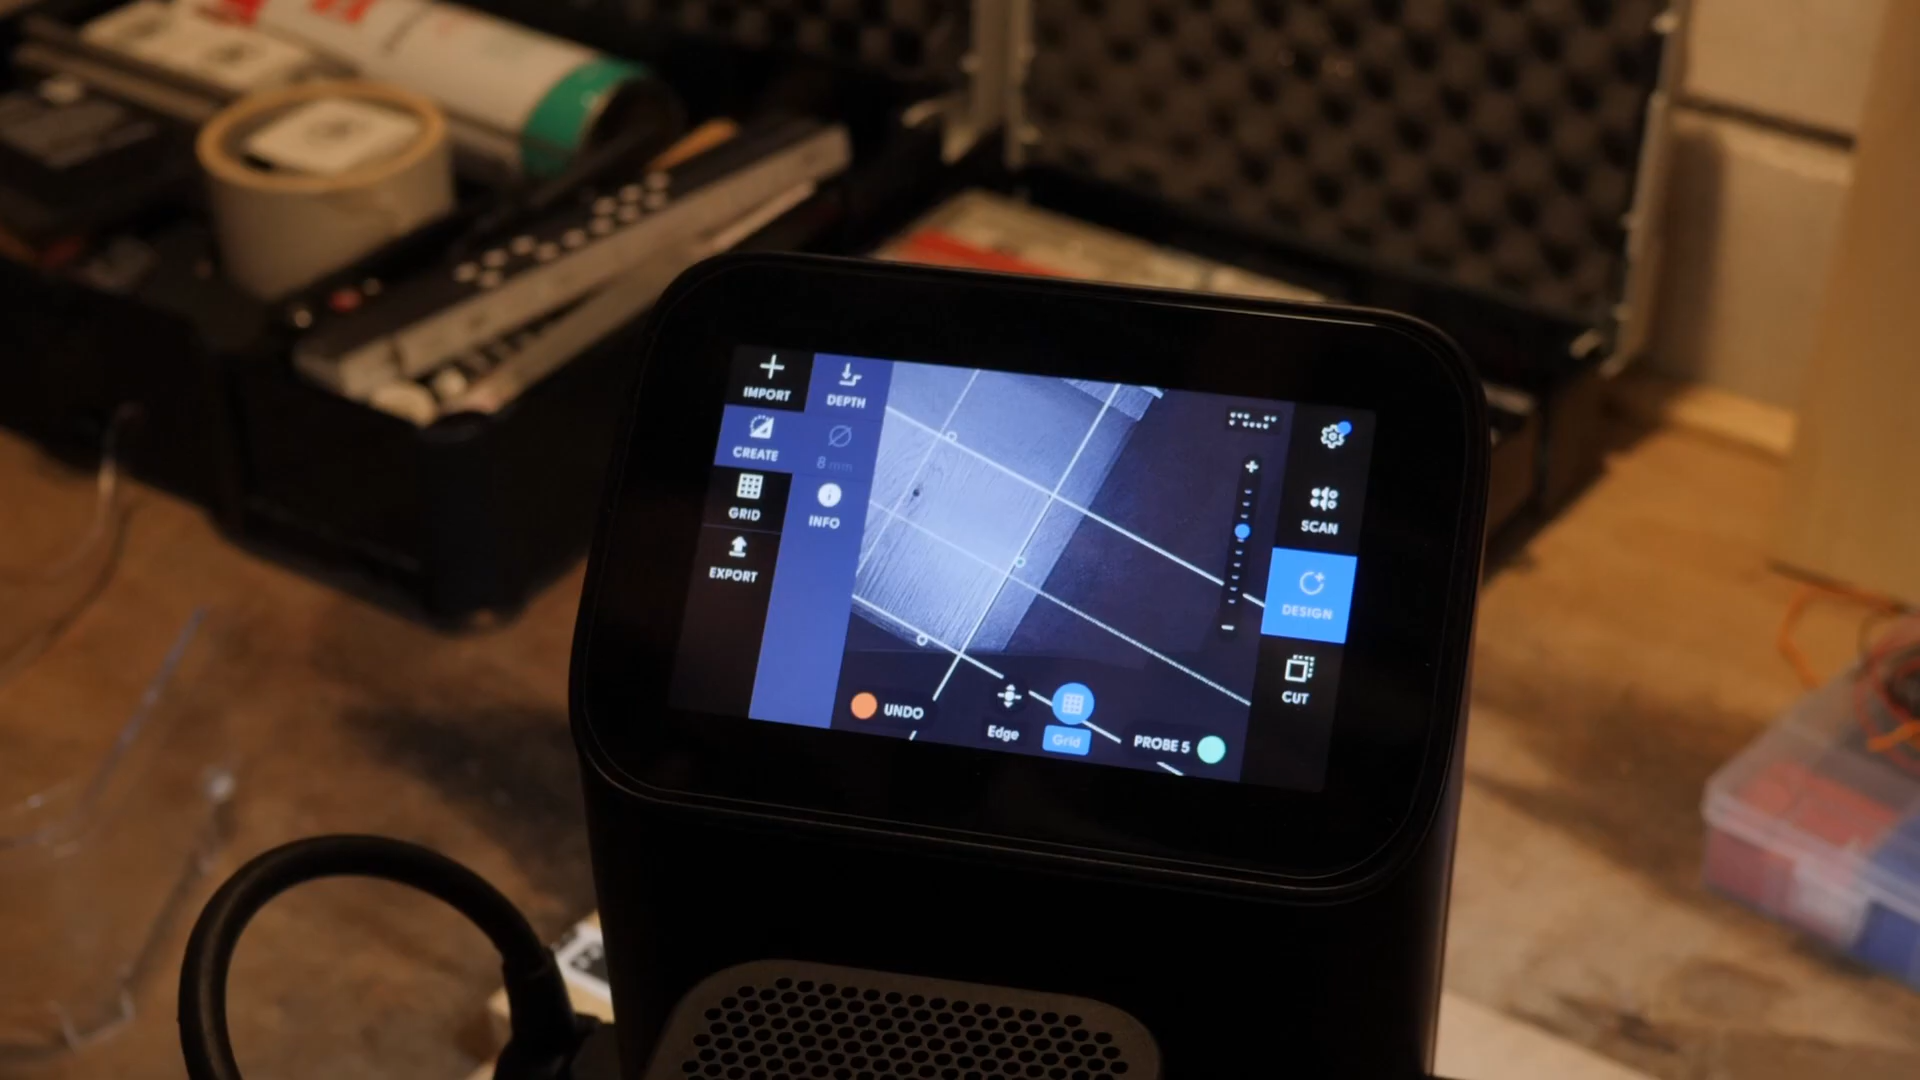 IMPORT
DEPTH
CREATE
8 mm
GRID
INFO
EXPORT
SCAN
DESIGN
CUT
UNDO
Edge
Grid
PROBE 5